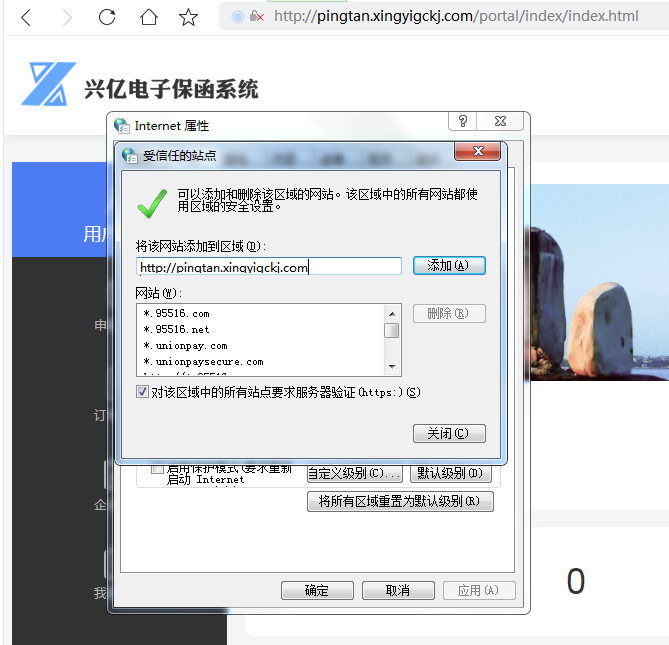 http://pingtan.xingyigckj.com/portal/index/index.html
兴亿电子保函系统
Internet 属性
受信任的站点
可以添加和删除该区域的网站。该区域中的所有网站都使
用区域的安全设置。
用户
将该网站添加到区域(D):
http://pingtan.xingyigckj.com
添加(A)
网站(W):
*.95516.com
*.95516.net
*.unionpay.com
*.unionpaysecure.com
删除(R)
申
订
对该区域中的所有站点要求服务器验证(https:)(S)
关闭(C)
启用保护模式(要求重新
启动 Internet
自定义级别(C)...
默认级别(D)
将所有区域重置为默认级别(R)
企
我
确定
取消
应用(A)
0